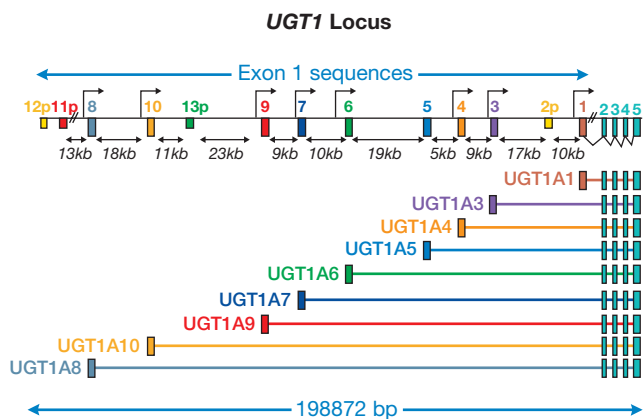 UGT1 Locus
Exon 1 sequences
12p 11p 8 10 13p 9 7 6 5 4 3 2p 1 2 3 4 5
13kb 18kb 11kb 23kb 9kb 10kb 19kb 5kb 9kb 17kb 10kb
UGT1A1
UGT1A3
UGT1A4
UGT1A5
UGT1A6
UGT1A7
UGT1A9
UGT1A10
UGT1A8
198872 bp